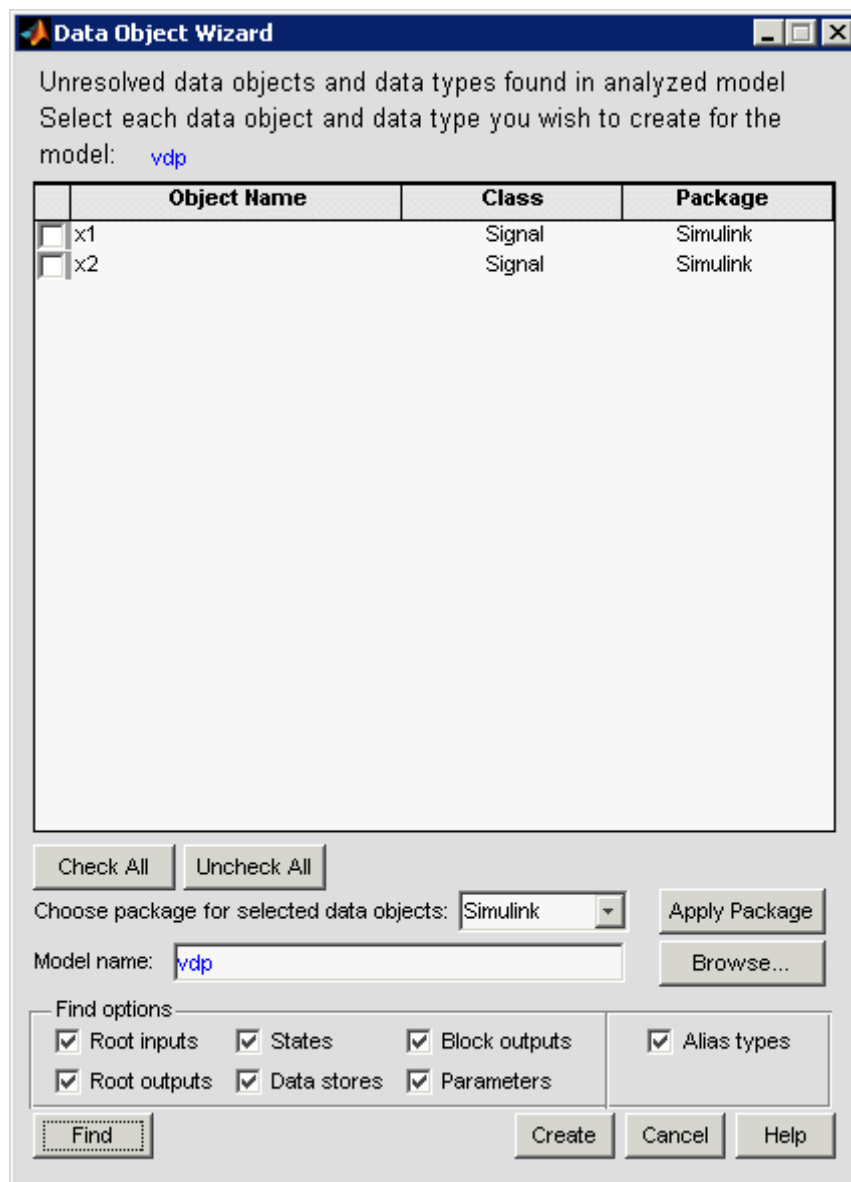 Data Object Wizard
Unresolved data objects and data types found in analyzed model
Select each data object and data type you wish to create for the
model: vdp
Object Name Class Package
x1 Signal Simulink
x2 Signal Simulink
Check All Uncheck All
Choose package for selected data objects: Simulink Apply Package
Model name: vdp Browse...
Find options
Root inputs States Block outputs Alias types
Root outputs Data stores Parameters
Find Create Cancel Help